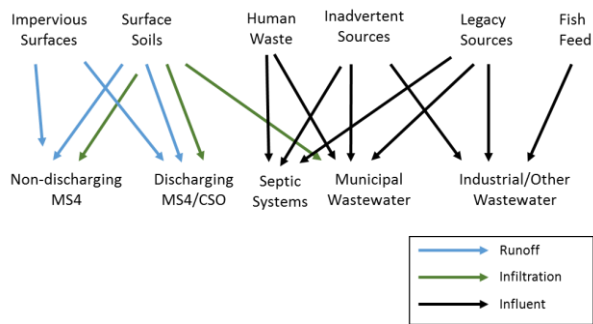 Impervious
Surfaces
Surface
Soils
Human
Waste
Inadvertent
Sources
Legacy
Sources
Fish
Feed
Non-discharging
MS4
Discharging
MS4/CSO
Septic
Systems
Municipal
Wastewater
Industrial/Other
Wastewater
Runoff
Infiltration
Influent